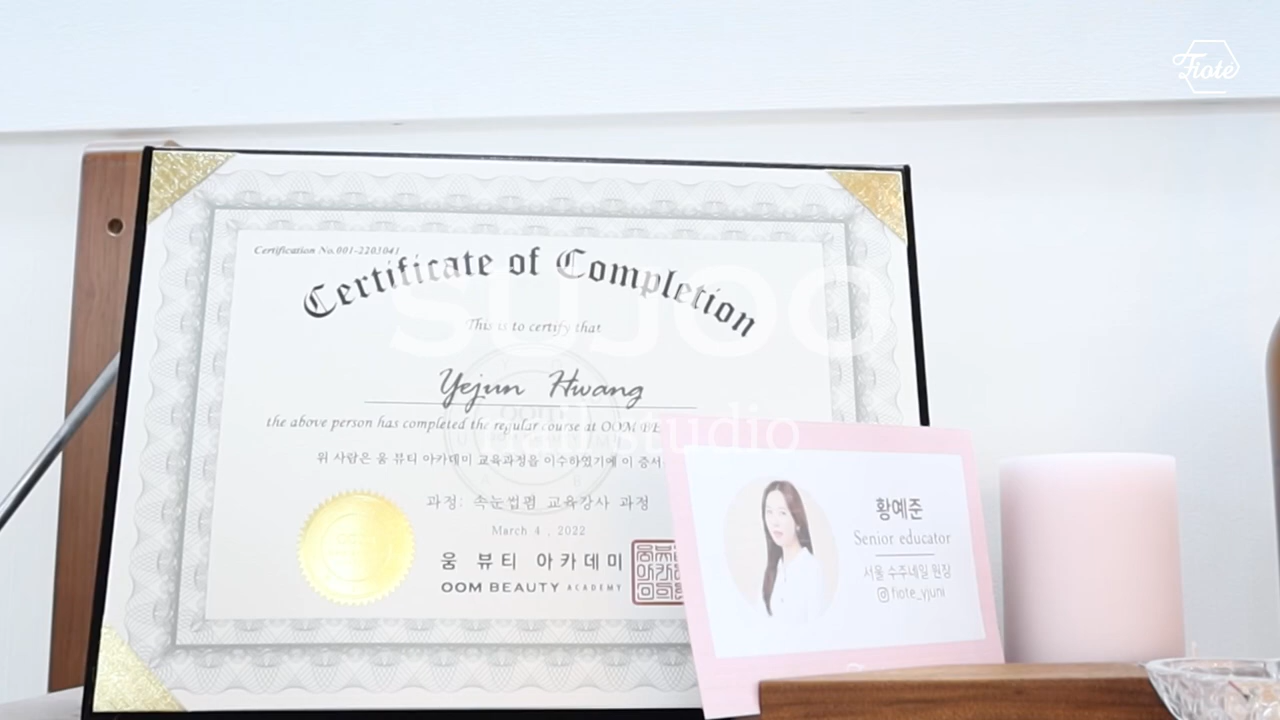 Fiote
Certification No.001-2203041
Certificate of Completion
This is to certify that
Yejun Hwang
the above person has completed the regular course at OOM BE
위 사람은 움 뷰티 아카데미 교육과정을 이수하였기에 이 증서
과정: 속눈썹펌 교육강사 과정
March 4 , 2022
움 뷰티 아카데미
OOM BEAUTY ACADEMY
SUJOO
nail studio
황예준
Senior educator
서울 수주네일 원장
fiote_yjuni